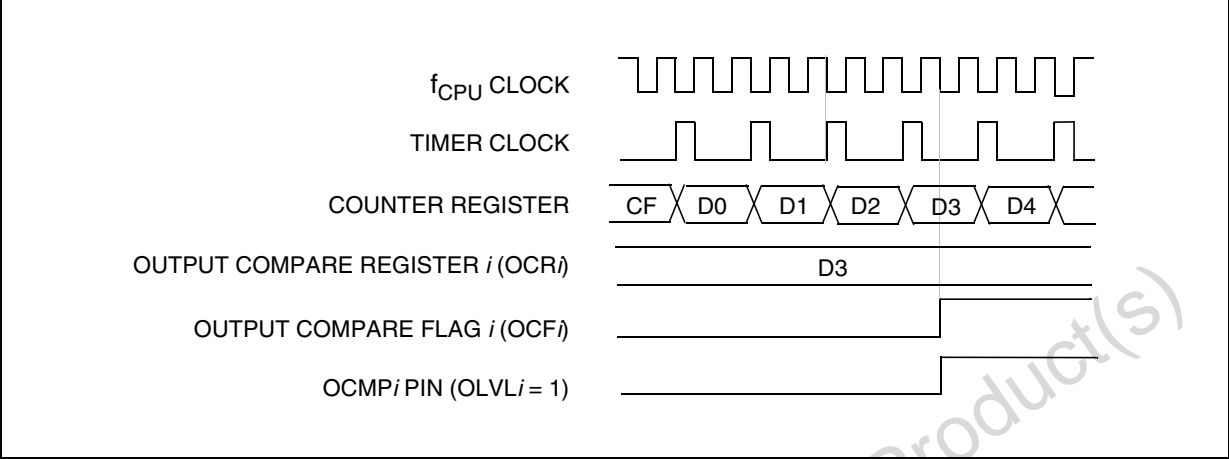 fCPU CLOCK
TIMER CLOCK
COUNTER REGISTER CF D0 D1 D2 D3 D4
OUTPUT COMPARE REGISTER i (OCRi) D3
OUTPUT COMPARE FLAG i (OCFi)
OCMPi PIN (OLVLi = 1)
roduct(s)